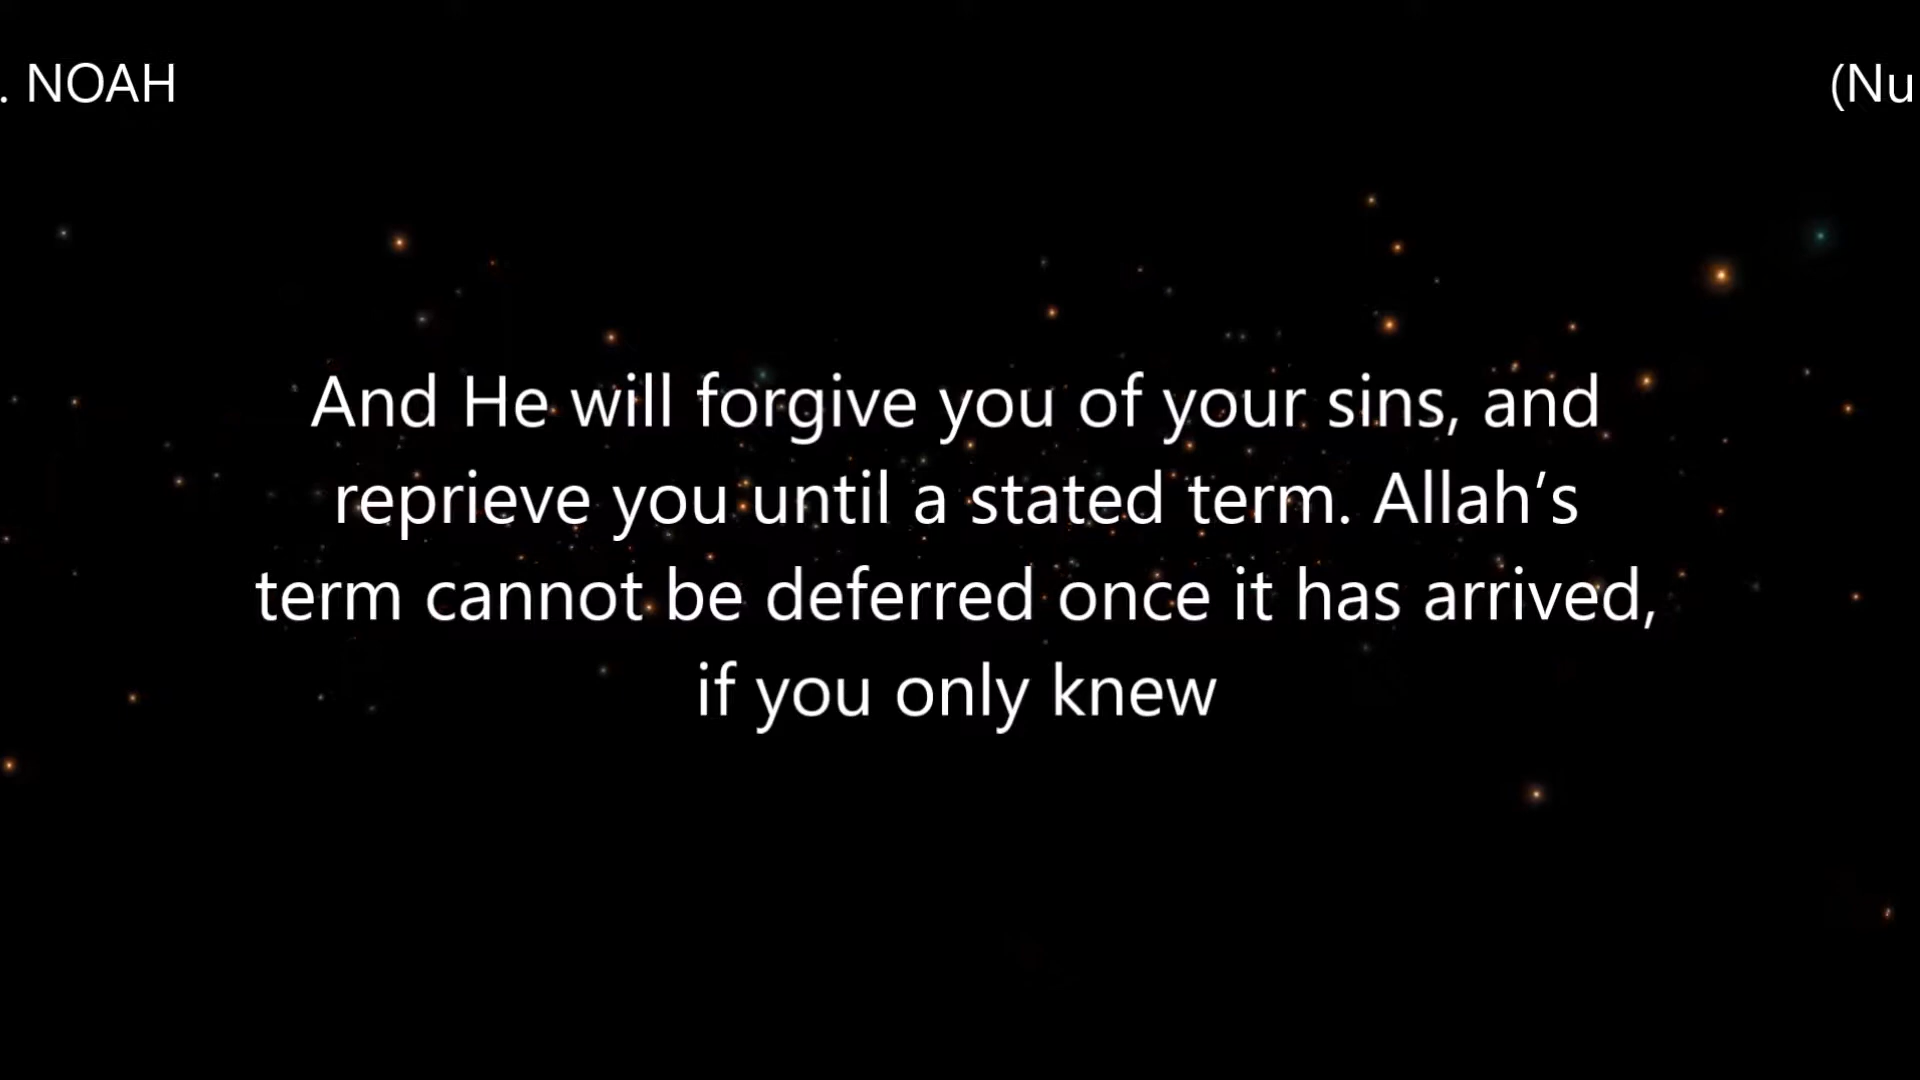 . NOAH (Nu
And He will forgive you of your sins, and
reprieve you until a stated term. Allah’s
term cannot be deferred once it has arrived,
if you only knew